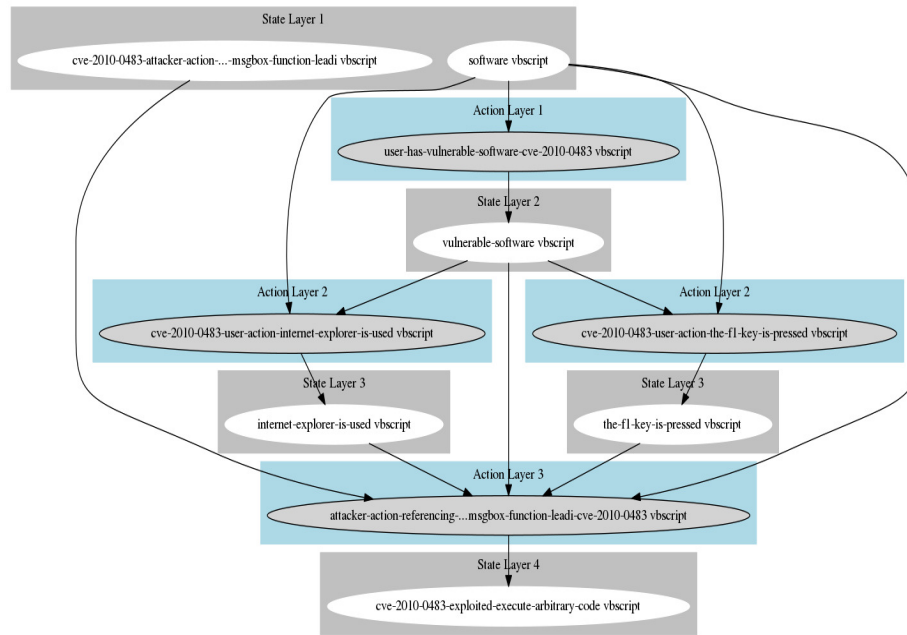 State Layer 1
cve-2010-0483-attacker-action-...-msgbox-function-leadi vbscript
software vbscript
Action Layer 1
user-has-vulnerable-software-cve-2010-0483 vbscript
State Layer 2
vulnerable-software vbscript
Action Layer 2
cve-2010-0483-user-action-internet-explorer-is-used vbscript
Action Layer 2
cve-2010-0483-user-action-the-f1-key-is-pressed vbscript
State Layer 3
internet-explorer-is-used vbscript
State Layer 3
the-f1-key-is-pressed vbscript
Action Layer 3
attacker-action-referencing-...msgbox-function-leadi-cve-2010-0483 vbscript
State Layer 4
cve-2010-0483-exploited-execute-arbitrary-code vbscript